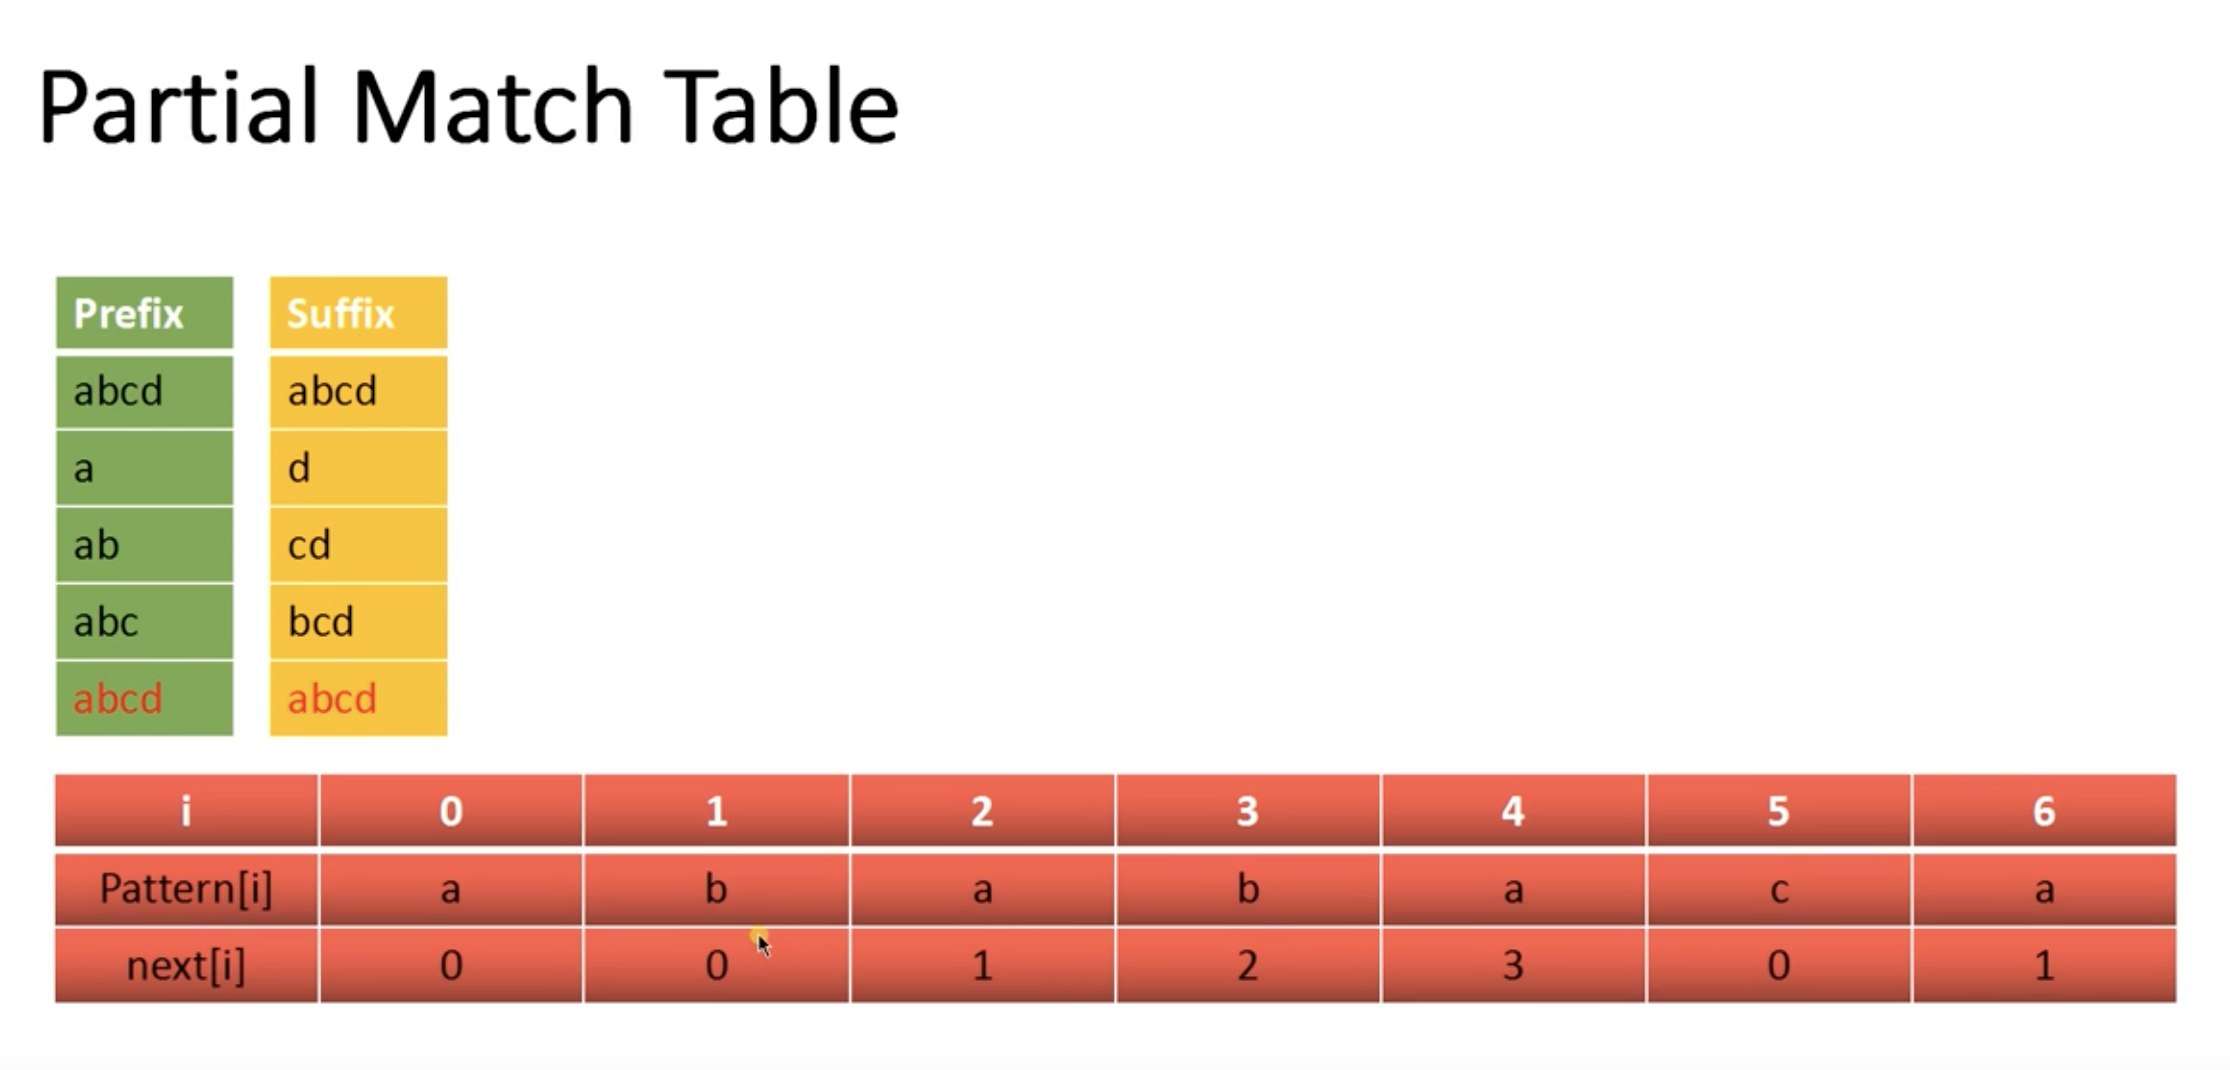 Partial Match Table
Prefix Suffix
abcd abcd
a d
ab cd
abc bcd
abcd abcd
i 0 1 2 3 4 5 6
Pattern[i] a b a b a c a
next[i] 0 0 1 2 3 0 1